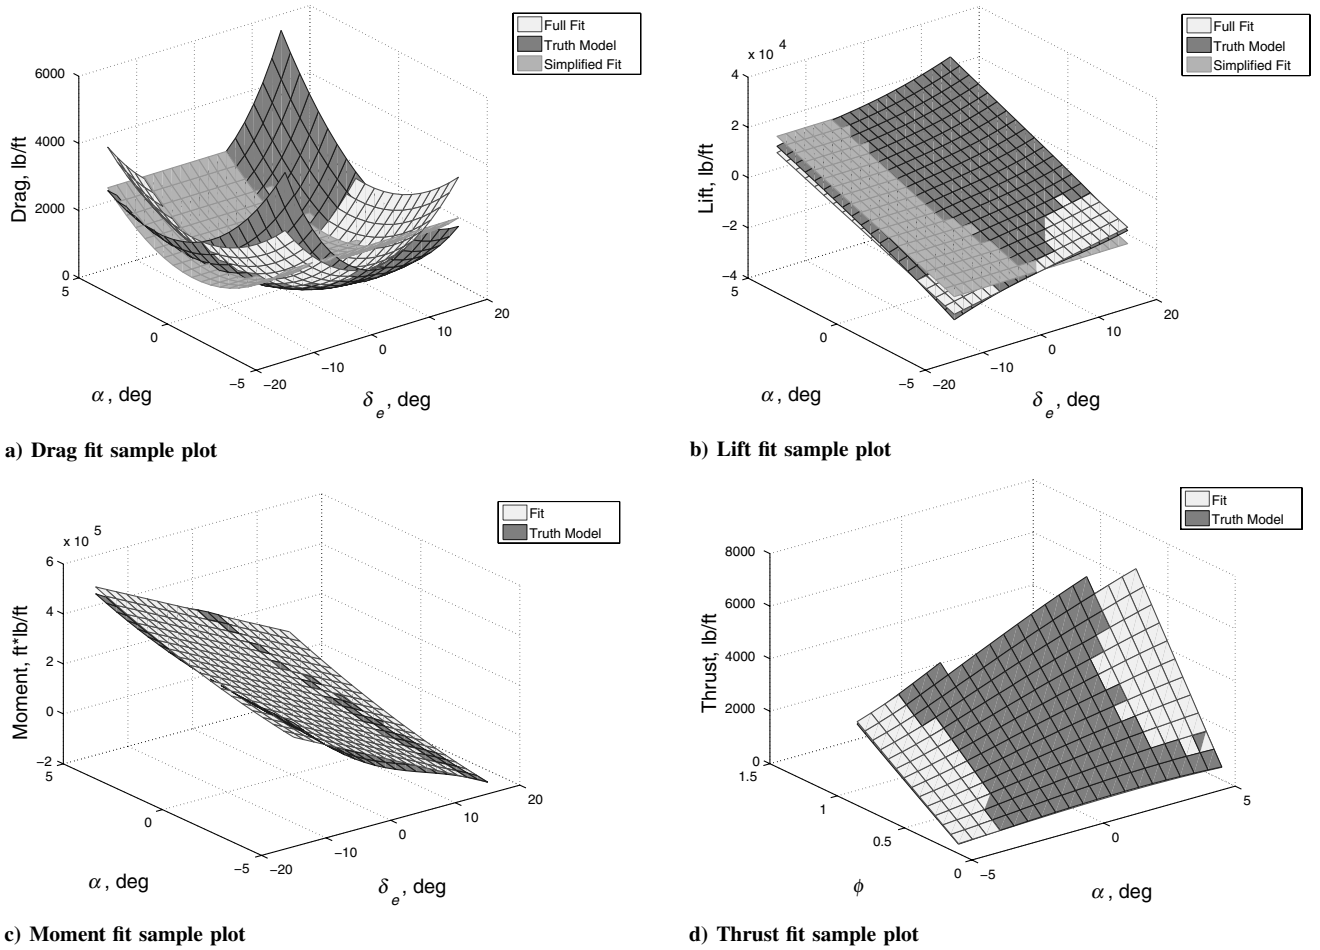 Full Fit
Truth Model
Simplified Fit
6000
4000
2000
0
Drag, lb/ft
5
0
−5
α, deg
−20
−10
0
10
20
δe, deg
a) Drag fit sample plot
Full Fit
Truth Model
Simplified Fit
x 10 4
4
2
0
−2
−4
Lift, lb/ft
5
0
−5
α, deg
−20
−10
0
10
20
δe, deg
b) Lift fit sample plot
Fit
Truth Model
x 10 5
6
4
2
0
−2
Moment, ft*lb/ft
5
0
−5
α, deg
−20
−10
0
10
20
δe, deg
c) Moment fit sample plot
Fit
Truth Model
8000
6000
4000
2000
0
Thrust, lb/ft
1.5
1
0.5
0
ϕ
−5
0
5
α, deg
d) Thrust fit sample plot